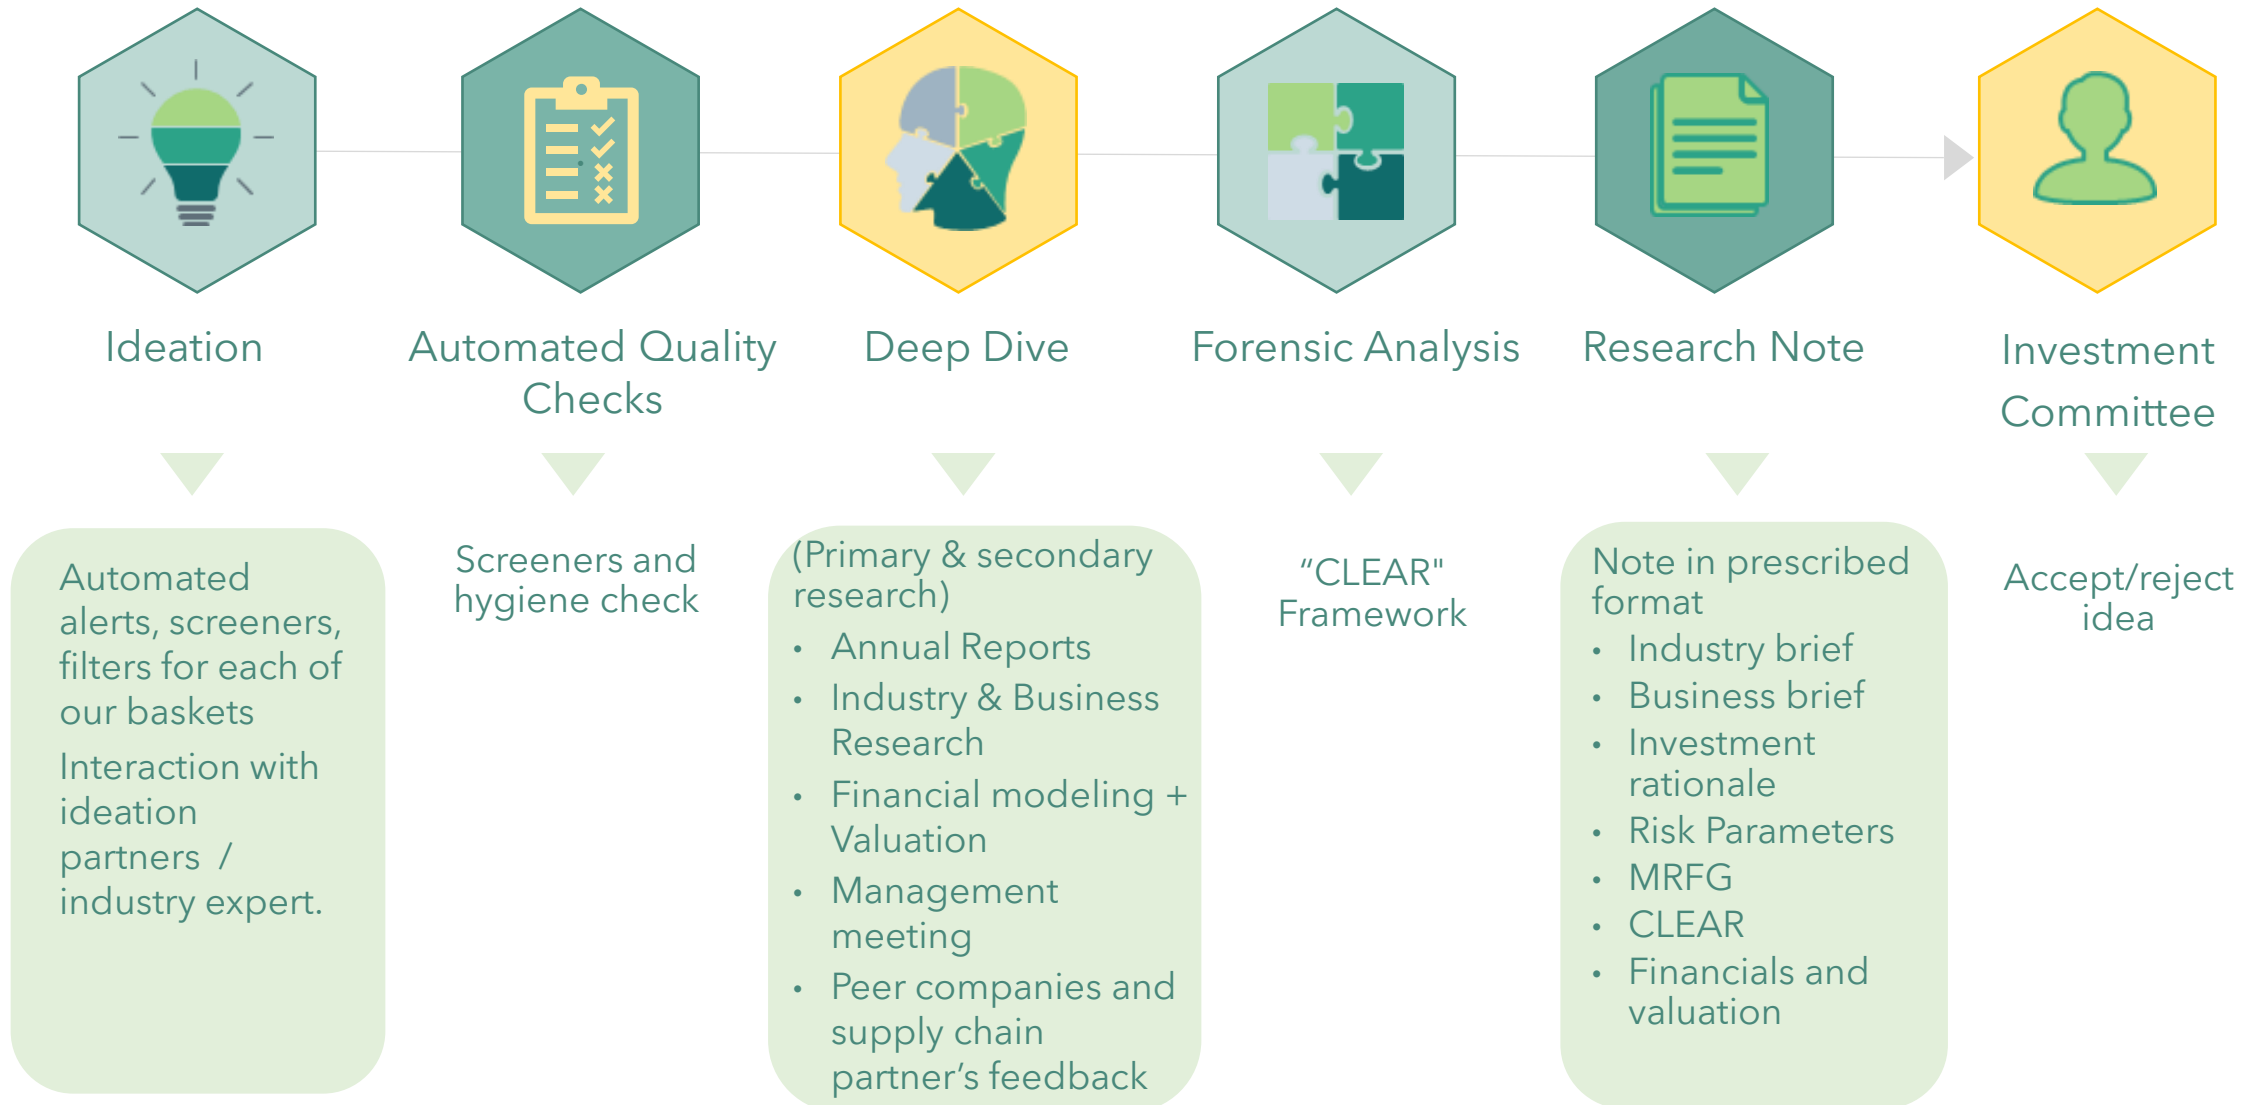 Ideation
Automated Quality
Checks
Deep Dive
Forensic Analysis
Research Note
Investment
Committee
Automated
alerts, screeners,
filters for each of
our baskets
Interaction with
ideation
partners  /
industry expert.
Screeners and
hygiene check
(Primary & secondary
research)
• Annual Reports
• Industry & Business
Research
• Financial modeling +
Valuation
• Management
meeting
• Peer companies and
supply chain
partner’s feedback
“CLEAR"
Framework
Note in prescribed
format
• Industry brief
• Business brief
• Investment
rationale
• Risk Parameters
• MRFG
• CLEAR
• Financials and
valuation
Accept/reject
idea